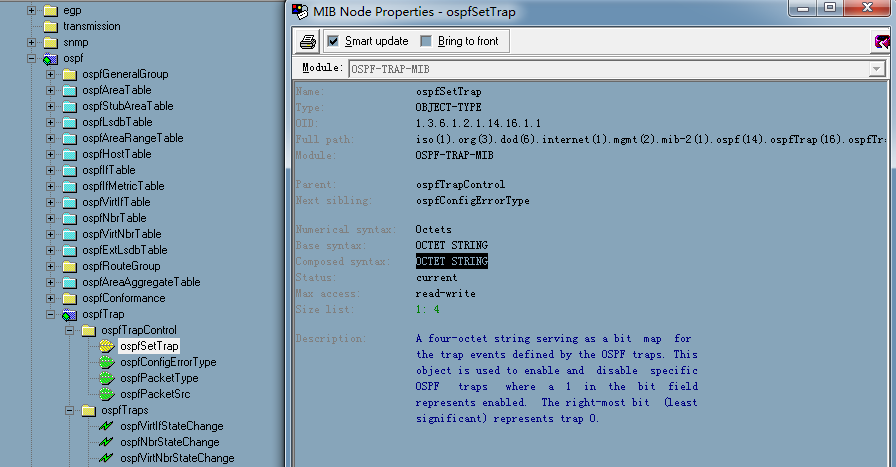 egp
transmission
snmp
ospf
ospfGeneralGroup
ospfAreaTable
ospfStubAreaTable
ospfLsdbTable
ospfAreaRangeTable
ospfHostTable
ospfIfTable
ospfIfMetricTable
ospfVirtIfTable
ospfNbrTable
ospfVirtNbrTable
ospfExtLsdbTable
ospfRouteGroup
ospfAreaAggregateTable
ospfConformance
ospfTrap
ospfTrapControl
ospfSetTrap
ospfConfigErrorType
ospfPacketType
ospfPacketSrc
ospfTraps
ospfVirtIfStateChange
ospfNbrStateChange
ospfVirtNbrStateChange
MIB Node Properties - ospfSetTrap
Smart update Bring to front
Module: OSPF-TRAP-MIB
Name: ospfSetTrap
Type: OBJECT-TYPE
OID: 1.3.6.1.2.1.14.16.1.1
Full path: iso(1).org(3).dod(6).internet(1).mgmt(2).mib-2(1).ospf(14).ospfTrap(16).ospfTr
Module: OSPF-TRAP-MIB
Parent: ospfTrapControl
Next sibling: ospfConfigErrorType
Numerical syntax: Octets
Base syntax: OCTET STRING
Composed syntax: OCTET STRING
Status: current
Max access: read-write
Size list: 1: 4
Description: A four-octet string serving as a bit map for
the trap events defined by the OSPF traps. This
object is used to enable and disable specific
OSPF traps where a 1 in the bit field
represents enabled. The right-most bit (least
significant) represents trap 0.